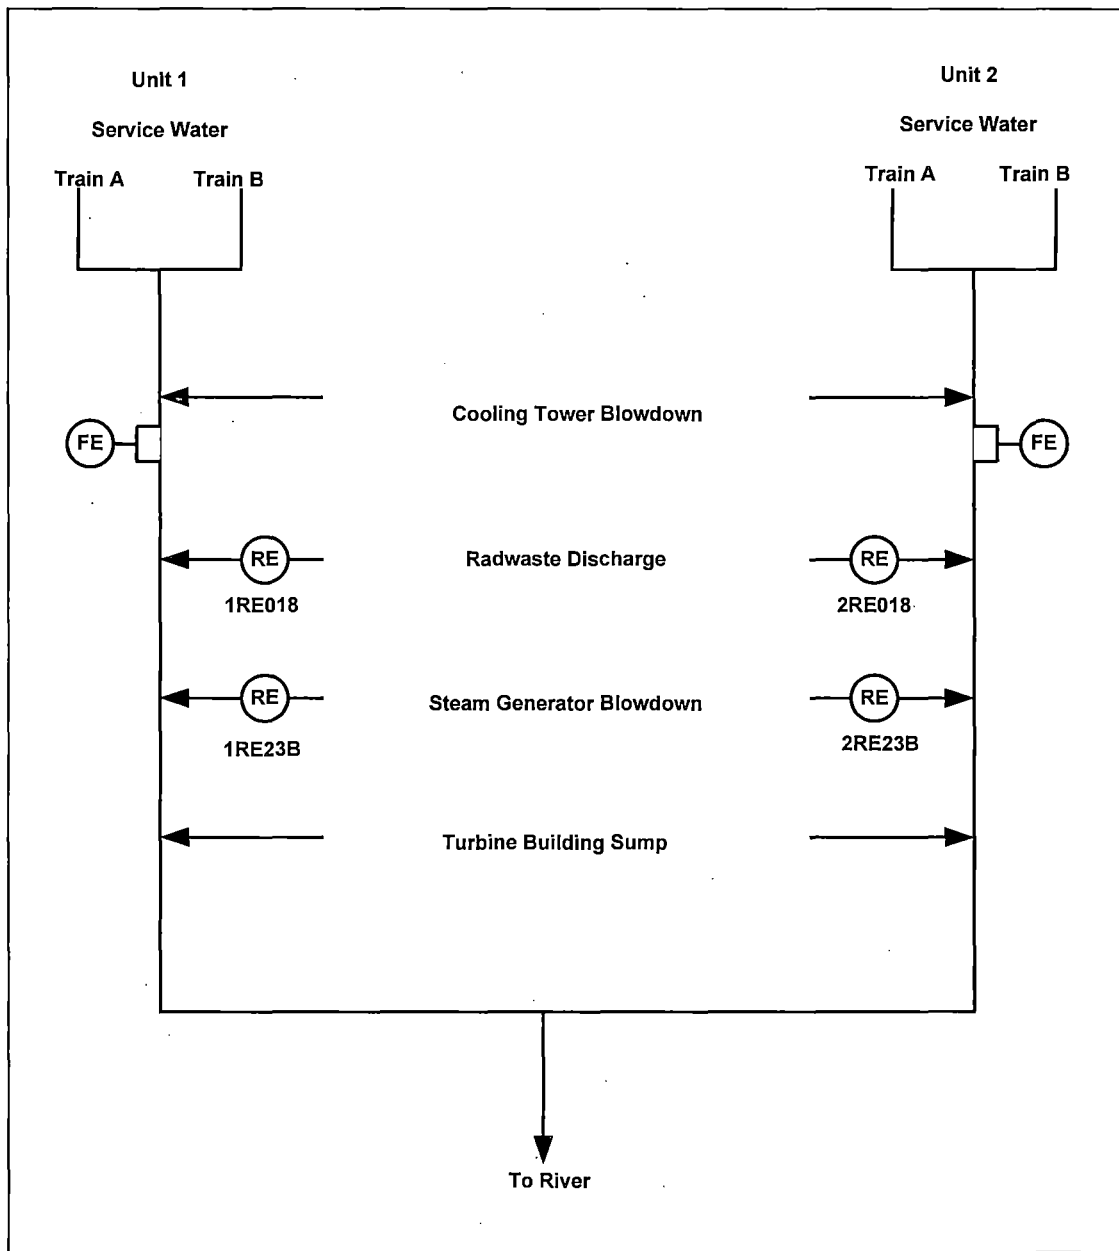 Unit 1
Service Water
Train A
Train B
Unit 2
Service Water
Train A
Train B
Cooling Tower Blowdown
FE
FE
RE
Radwaste Discharge
RE
1RE018
2RE018
RE
Steam Generator Blowdown
RE
1RE23B
2RE23B
Turbine Building Sump
To River